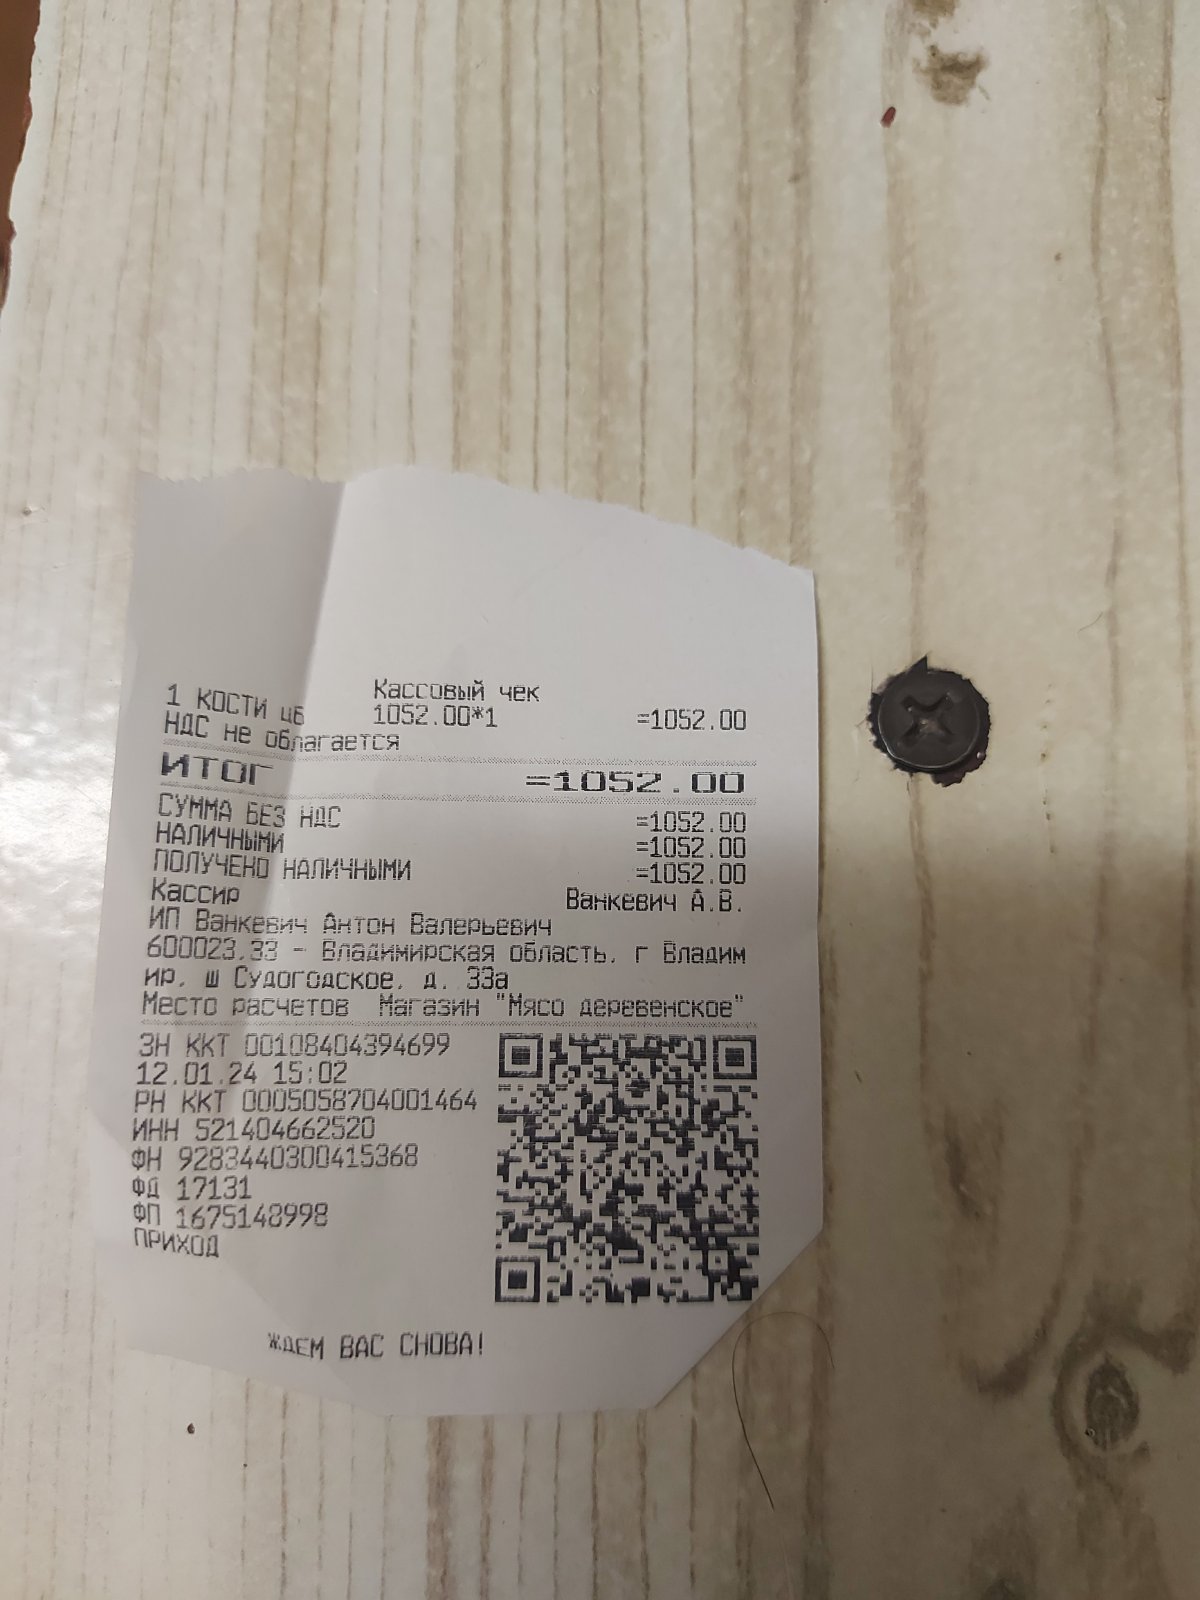 Кассовый чек
1 КОСТИ цб 1052.00*1 =1052.00
НДС не облагается
ИТОГ =1052.00
СУММА БЕЗ НДС =1052.00
НАЛИЧНЫМИ =1052.00
ПОЛУЧЕНО НАЛИЧНЫМИ =1052.00
Кассир Ванкевич А.В.
ИП Ванкевич Антон Валерьевич
600023,33 - Владимирская область, г Владим
ир, ш Судогодское, д. 33а
Место расчетов Магазин "Мясо деревенское"
ЗН ККТ 00108404394699
12.01.24 15:02
РН ККТ 0005058704001464
ИНН 521404662520
ФН 9283440300415368
ФД 17131
ФП 1675148998
ПРИХОД
ЖДЕМ ВАС СНОВА!